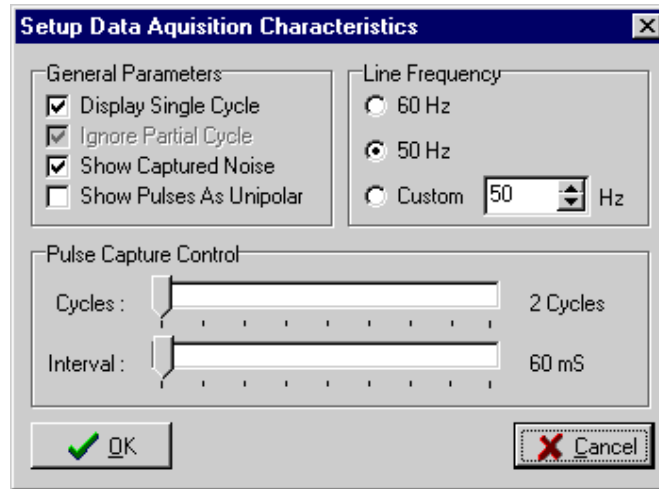 Setup Data Aquisition Characteristics
General Parameters
Display Single Cycle
Ignore Partial Cycle
Show Captured Noise
Show Pulses As Unipolar
Line Frequency
60 Hz
50 Hz
Custom 50 Hz
Pulse Capture Control
Cycles : 2 Cycles
Interval : 60 mS
OK
Cancel